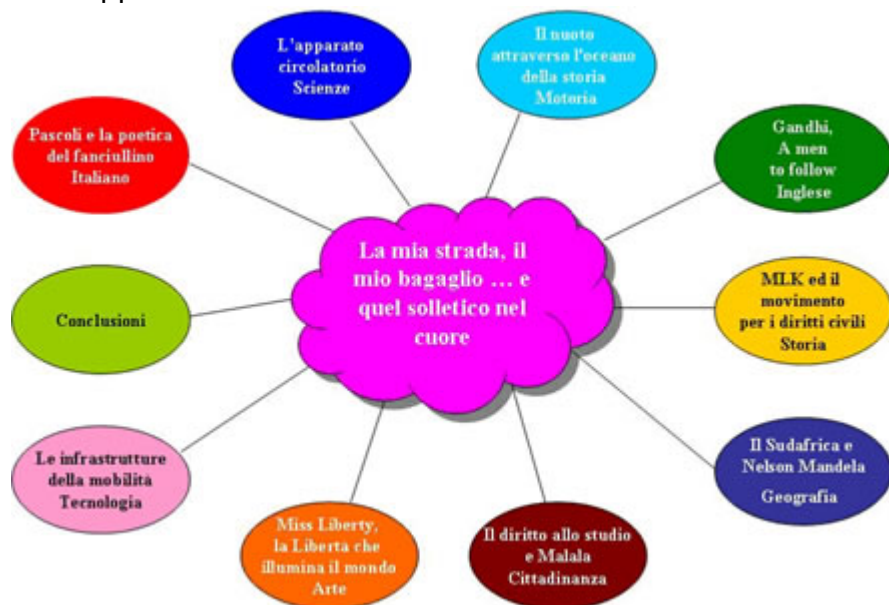 La mia strada, il
mio bagaglio ... e
quel solletico nel
cuore
L'apparato
circolatorio
Scienze
Il nuoto
attraverso l'oceano
della storia
Motoria
Gandhi,
A men
to follow
Inglese
MLK ed il
movimento
per i diritti civili
Storia
Il Sudafrica e
Nelson Mandela
Geografia
Il diritto allo studio
e Malala
Cittadinanza
Miss Liberty,
la Liberta che
illumina il mondo
Arte
Le infrastrutture
della mobilità
Tecnologia
Conclusioni
Pascoli e la poetica
del fanciullino
Italiano